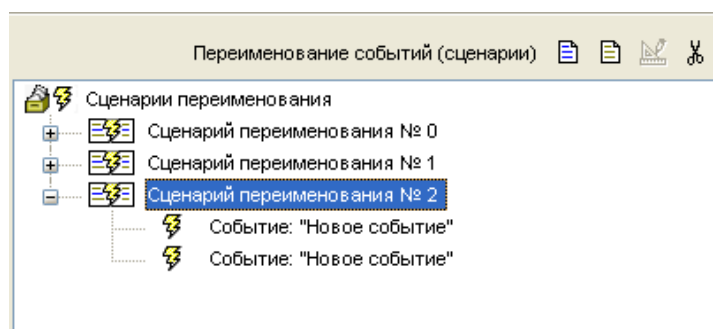 Переименование событий (сценарии)
Сценарии переименования
Сценарий переименования № 0
Сценарий переименования № 1
Сценарий переименования № 2
Событие: "Новое событие"
Событие: "Новое событие"